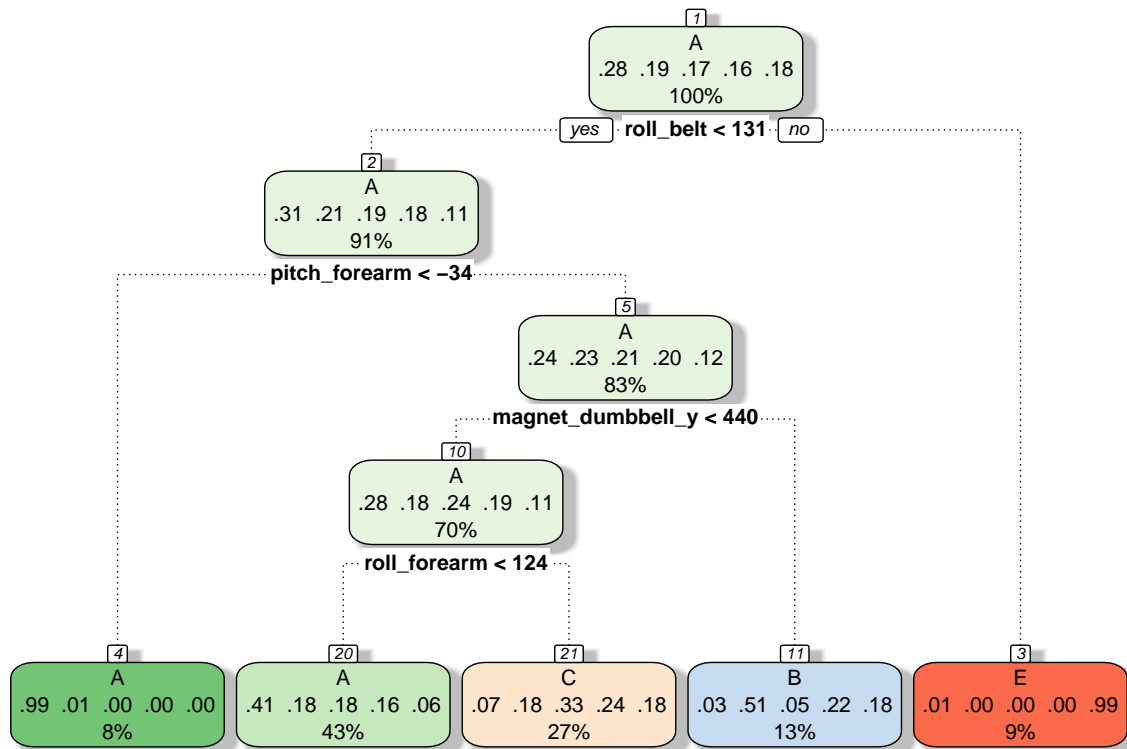 1
A
.28 .19 .17 .16 .18
100%
yes roll_belt < 131 no
2
A
.31 .21 .19 .18 .11
91%
pitch_forearm < −34
5
A
.24 .23 .21 .20 .12
83%
magnet_dumbbell_y < 440
10
A
.28 .18 .24 .19 .11
70%
roll_forearm < 124
4
A
.99 .01 .00 .00 .00
8%
20
A
.41 .18 .18 .16 .06
43%
21
C
.07 .18 .33 .24 .18
27%
11
B
.03 .51 .05 .22 .18
13%
3
E
.01 .00 .00 .00 .99
9%